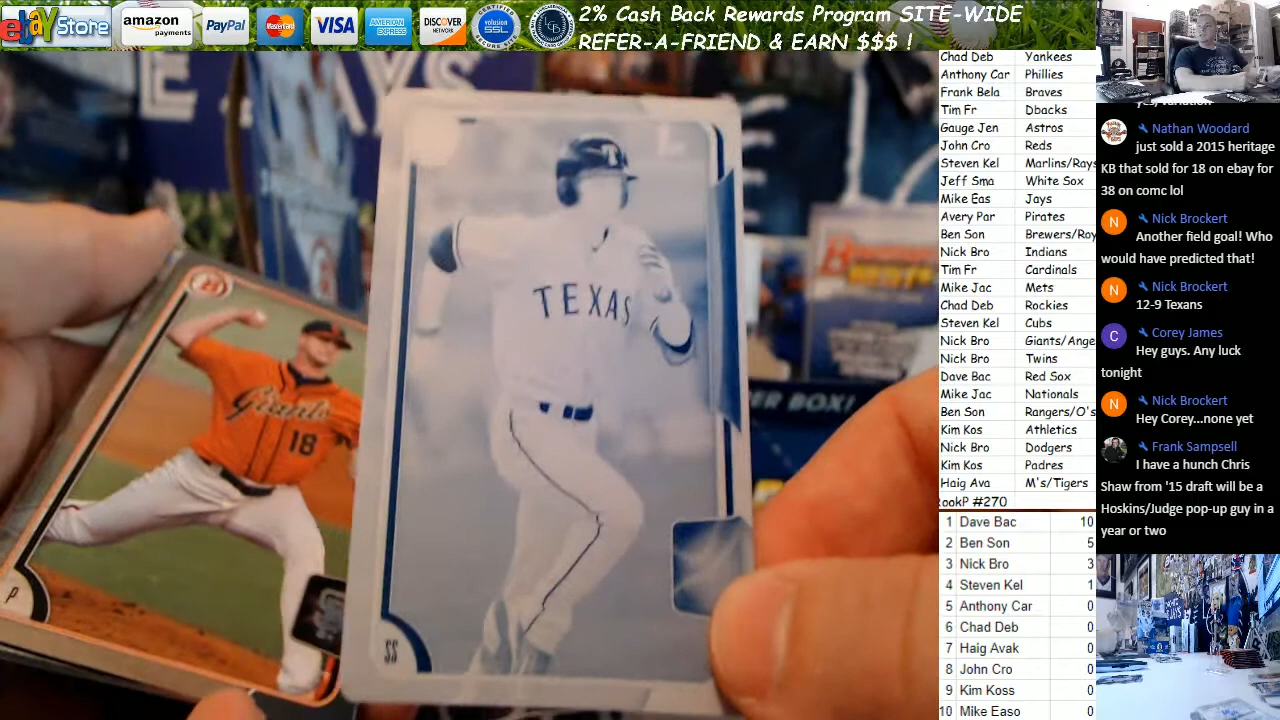 ebay Store
amazon payments
PayPal
MasterCard
VISA
AMERICAN EXPRESS
DISCOVER NETWORK
volusion SSL
2% Cash Back Rewards Program SITE-WIDE
REFER-A-FRIEND & EARN $$$ !
Chad Deb Yankees
Anthony Car Phillies
Frank Bela Braves
Tim Fr Dbacks
Gauge Jen Astros
John Cro Reds
Steven Kel Marlins/Rays
Jeff Sma White Sox
Mike Eas Jays
Avery Par Pirates
Ben Son Brewers/Roy
Nick Bro Indians
Tim Fr Cardinals
Mike Jac Mets
Chad Deb Rockies
Steven Kel Cubs
Nick Bro Giants/Ange
Nick Bro Twins
Dave Bac Red Sox
Mike Jac Nationals
Ben Son Rangers/O's
Kim Kos Athletics
Nick Bro Dodgers
Kim Kos Padres
Haig Ava M's/Tigers
ookP #270
1 Dave Bac 10
2 Ben Son 5
3 Nick Bro 3
4 Steven Kel 1
5 Anthony Car 0
6 Chad Deb 0
7 Haig Avak 0
8 John Cro 0
9 Kim Koss 0
10 Mike Easo 0
Nathan Woodard
just sold a 2015 heritage
KB that sold for 18 on ebay for
38 on comc lol
N Nick Brockert
Another field goal! Who
would have predicted that!
N Nick Brockert
12-9 Texans
C Corey James
Hey guys. Any luck
tonight
N Nick Brockert
Hey Corey...none yet
Frank Sampsell
I have a hunch Chris
Shaw from '15 draft will be a
Hoskins/Judge pop-up guy in a
year or two
T
TEXAS
SS
B
Giants
18
P
ER BOX!